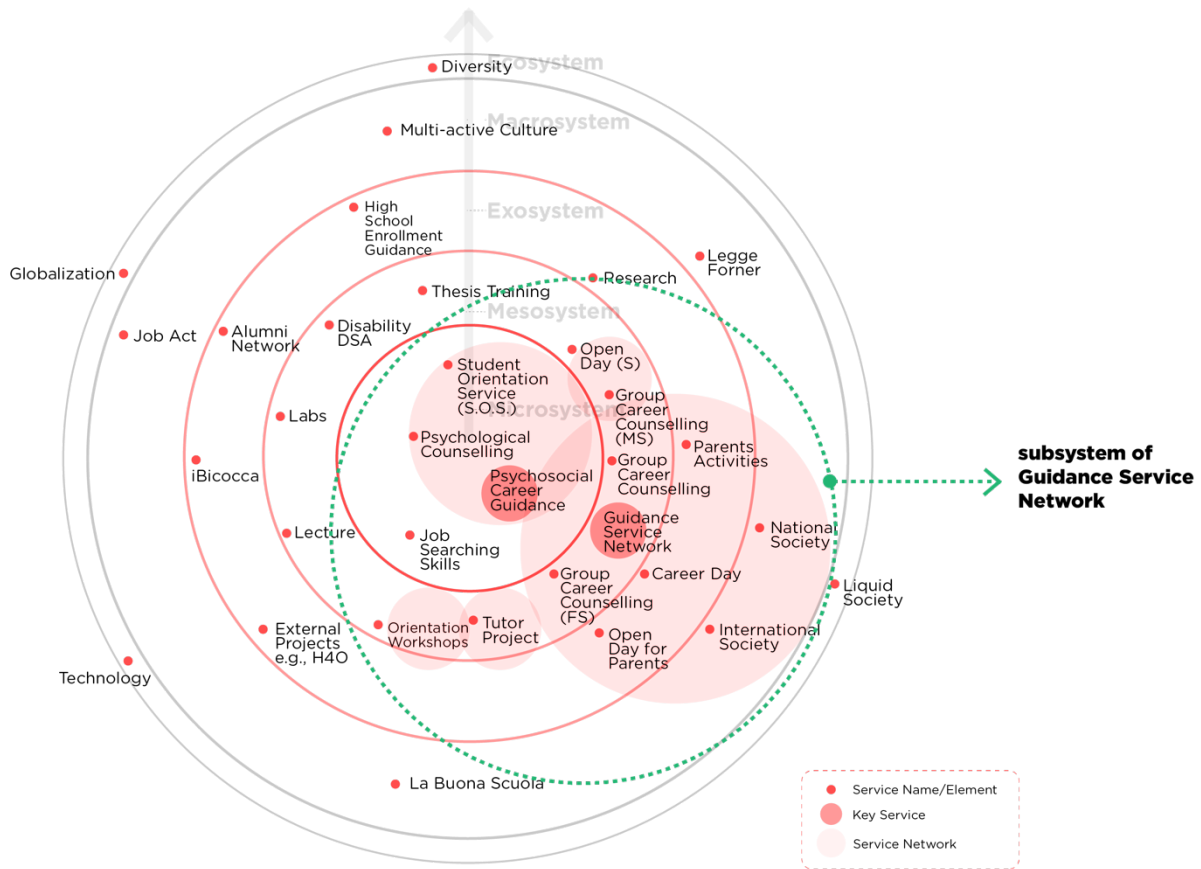 Ecosystem
Diversity
Macrosystem
Multi-active Culture
Exosystem
High
School
Enrollment
Guidance
Legge
Forner
Globalization
Research
Thesis Training
Mesosystem
Job Act
Alumni
Network
Disability
DSA
Open
Day (S)
Student
Orientation
Service
(S.O.S.)
Microsystem
Group
Career
Counselling
(MS)
Labs
Psychological
Counselling
Parents
Activities
iBicocca
Group
Career
Counselling
Psychosocial
Career
Guidance
subsystem of
Guidance Service
Network
Lecture
Job
Searching
Skills
Guidance
Service
Network
National
Society
Group
Career
Counselling
(FS)
Career Day
Liquid
Society
External
Projects
e.g., H4O
Orientation
Workshops
Tutor
Project
Open
Day for
Parents
International
Society
Technology
La Buona Scuola
Service Name/Element
Key Service
Service Network